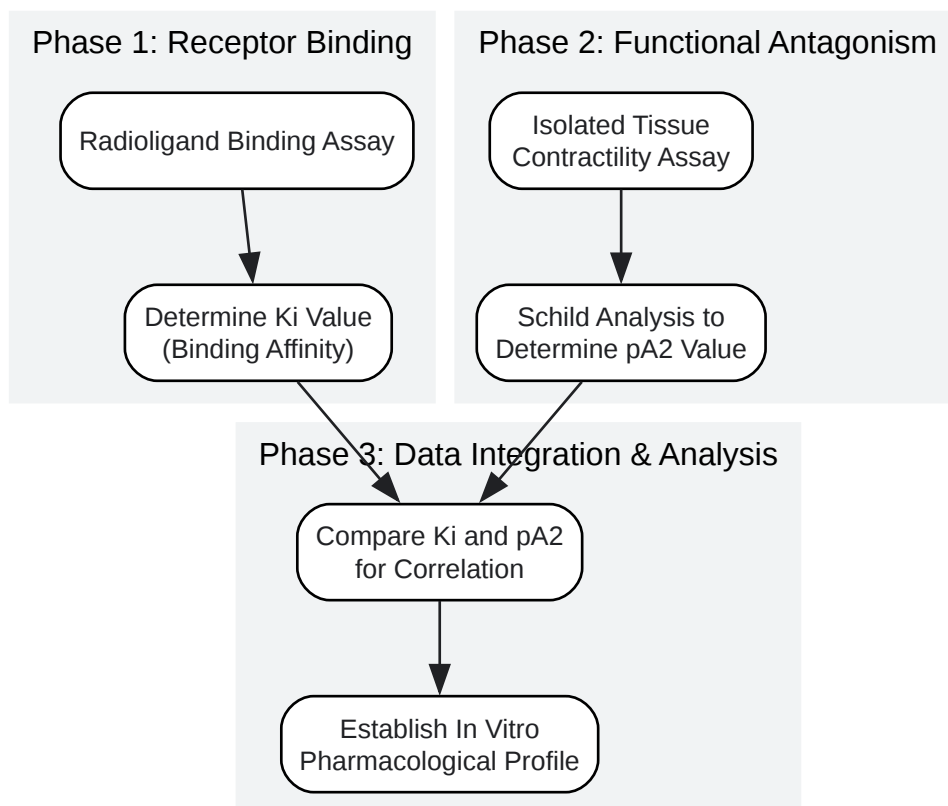 Phase 1: Receptor Binding
Radioligand Binding Assay
Determine Ki Value
(Binding Affinity)
Phase 2: Functional Antagonism
Isolated Tissue
Contractility Assay
Schild Analysis to
Determine pA2 Value
Phase 3: Data Integration & Analysis
Compare Ki and pA2
for Correlation
Establish In Vitro
Pharmacological Profile